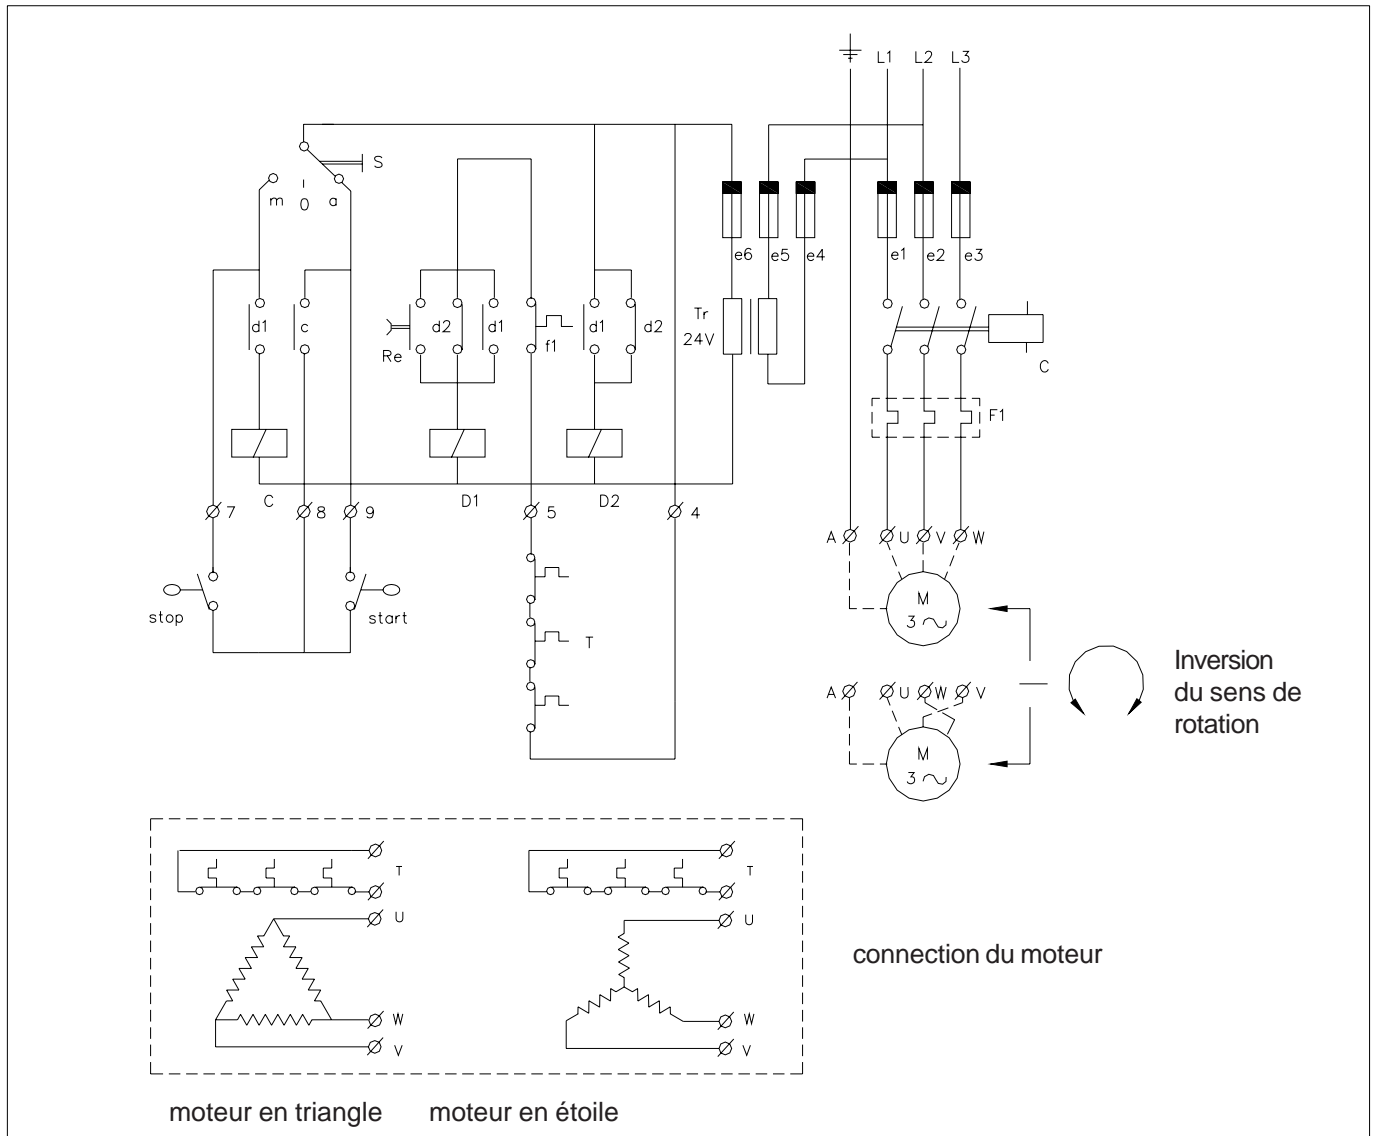 L1 L2 L3
S
m 0 a
e6 e5 e4 e1 e2 e3
d1 c d2 d1 d1 d2
Re f1
Tr
24V
C
F1
C D1 D2
7 8 9 5 4
A U V W
stop start
T
M
3
Inversion
du sens de
rotation
A U W V
M
3
T T
U U
W W
V V
connection du moteur
moteur en triangle moteur en étoile